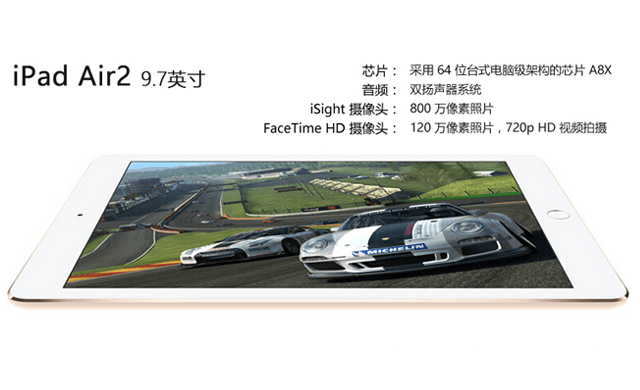 iPad Air2 9.7英寸
芯片： 采用 64 位台式电脑级架构的芯片 A8X
音频： 双扬声器系统
iSight 摄像头： 800 万像素照片
FaceTime HD 摄像头： 120 万像素照片，720p HD 视频拍摄
MICHELIN